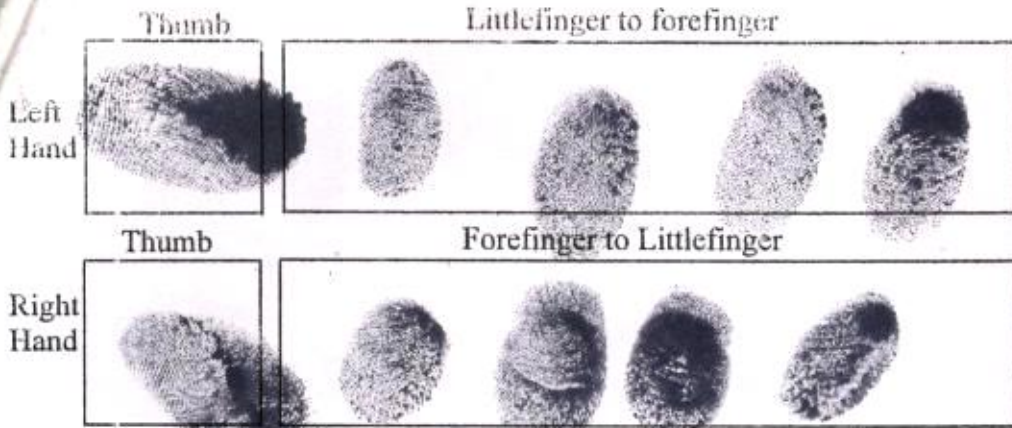 Thumb Littlefinger to forefinger
Left
Hand
Thumb Forefinger to Littlefinger
Right
Hand